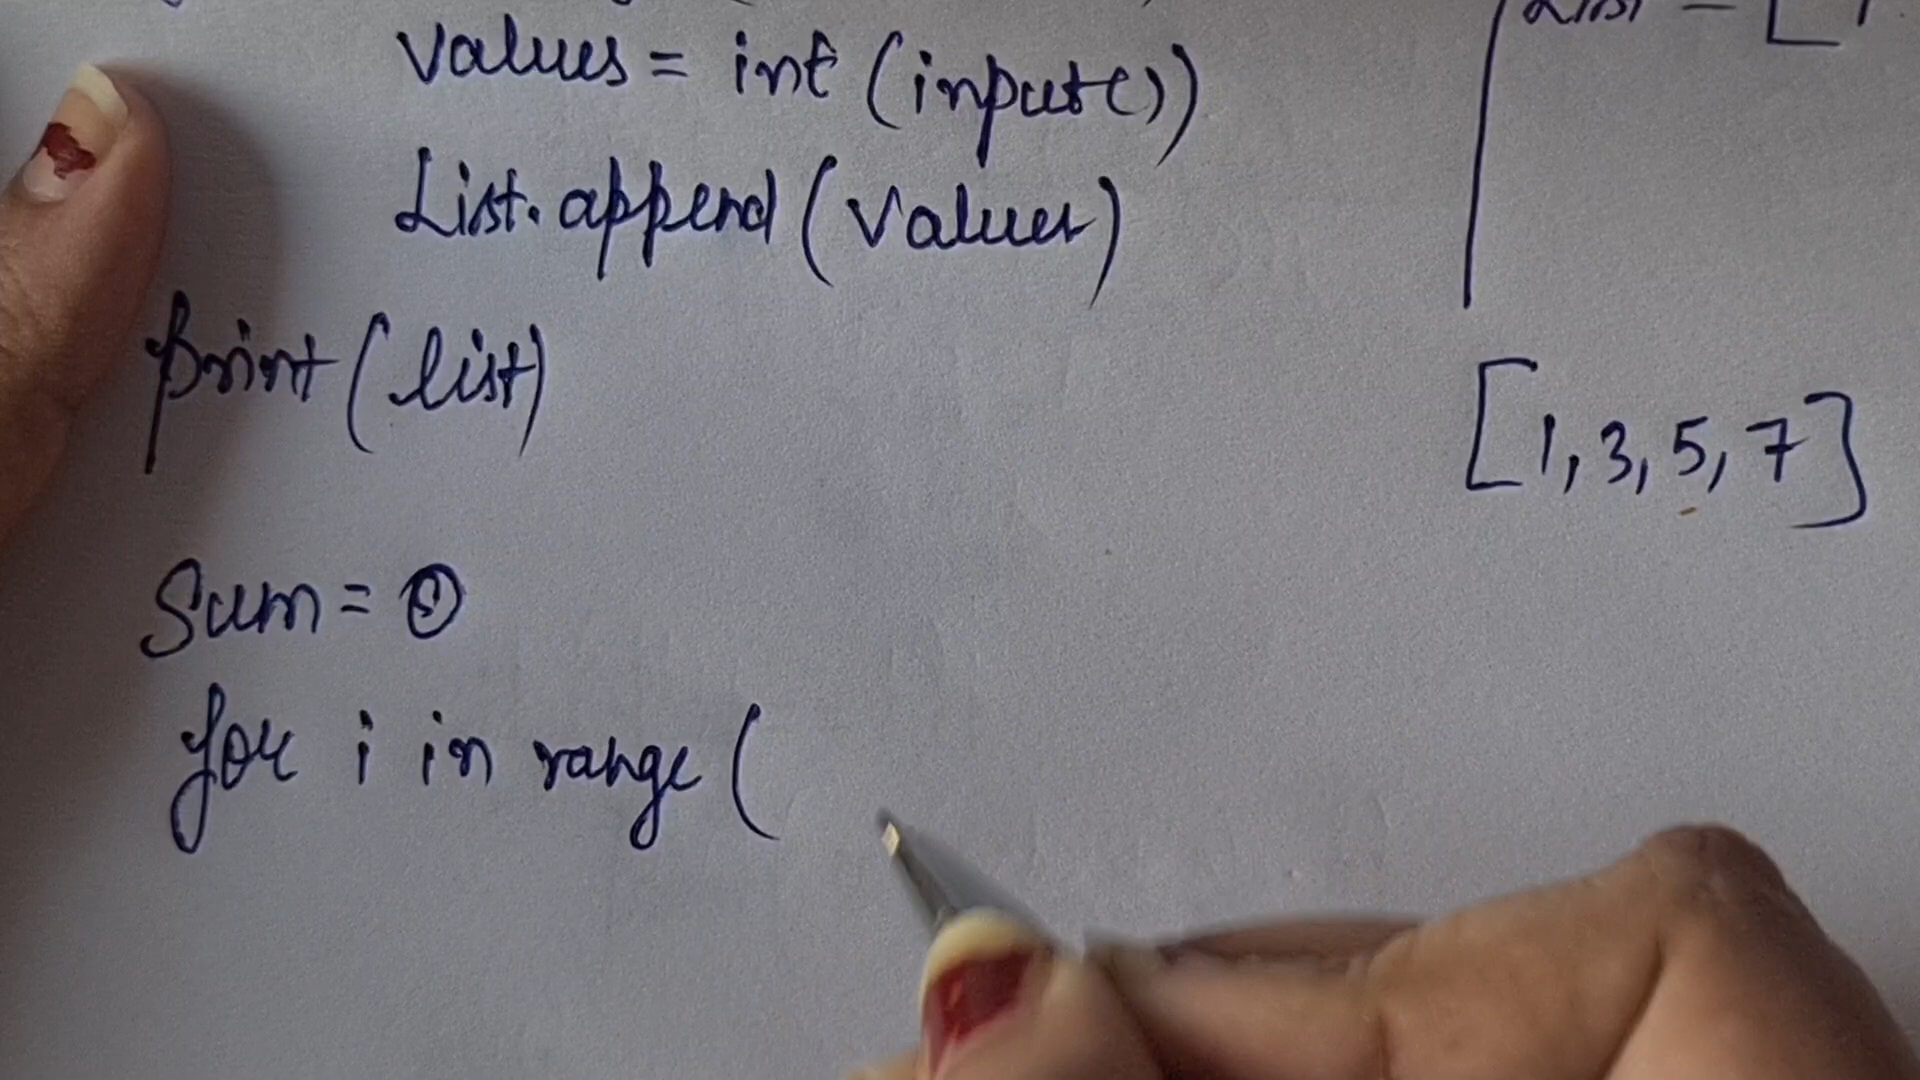 values = int (input())
List.append (values)
print (list)
Sum = 0
for i in range (
[1, 3, 5, 7]